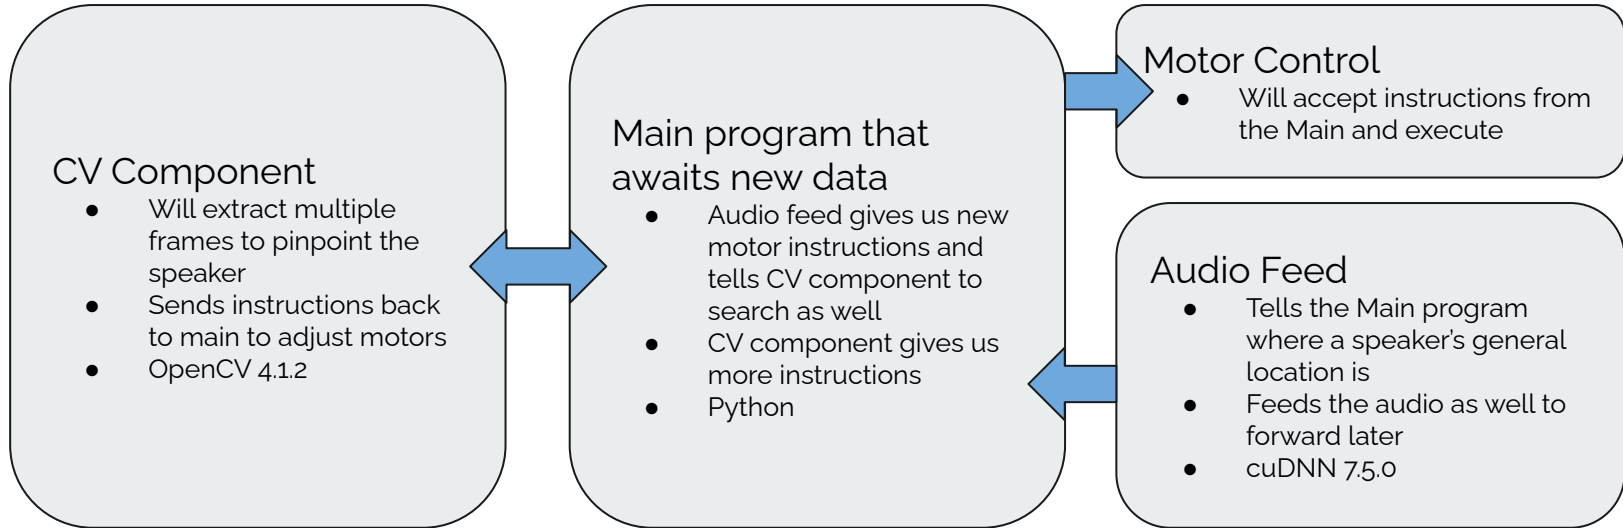 CV Component
● Will extract multiple
frames to pinpoint the
speaker
● Sends instructions back
to main to adjust motors
● OpenCV 4.1.2
Main program that
awaits new data
● Audio feed gives us new
motor instructions and
tells CV component to
search as well
● CV component gives us
more instructions
● Python
Motor Control
● Will accept instructions from
the Main and execute
Audio Feed
● Tells the Main program
where a speaker’s general
location is
● Feeds the audio as well to
forward later
● cuDNN 7.5.0